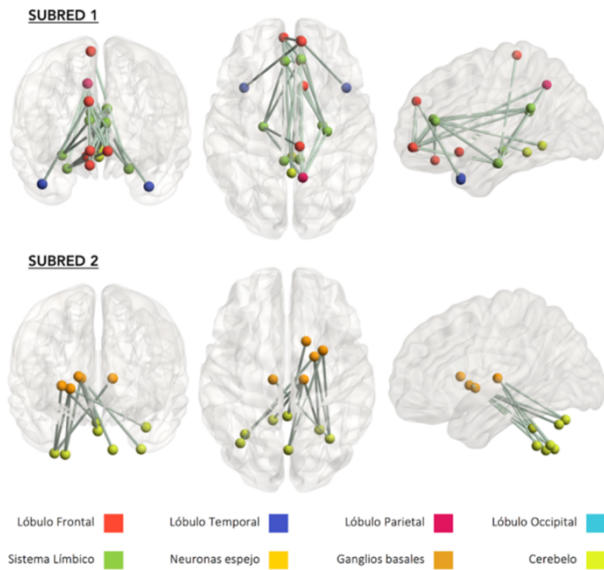 SUBRED 1
SUBRED 2
Lóbulo Frontal Lóbulo Temporal Lóbulo Parietal Lóbulo Occipital
Sistema Límbico Neuronas espejo Ganglios basales Cerebelo